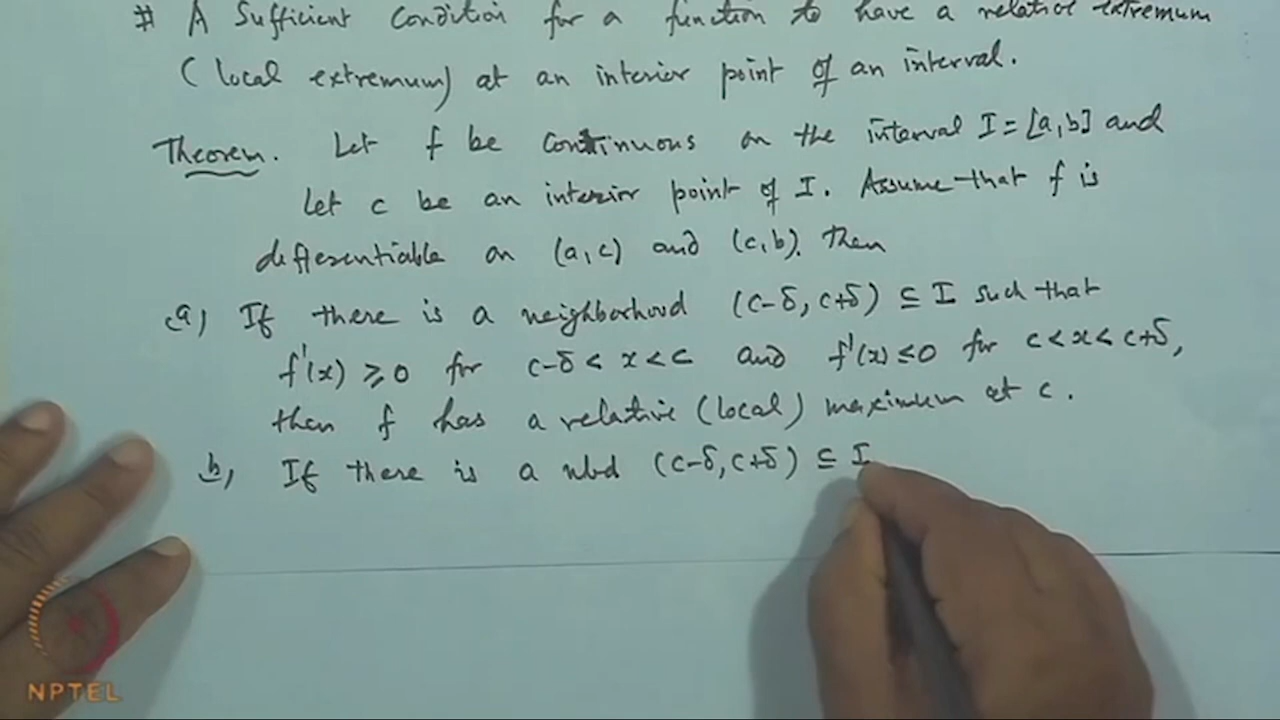 # A Sufficient Condition for a function to have a relative extremum
(local extremum) at an interior point of an interval.
Theorem. Let f be continuous on the interval I = [a,b] and
Let c be an interior point of I. Assume that f is
differentiable on (a,c) and (c,b). Then
(a) If there is a neighborhood (c-δ, c+δ) ⊆ I such that
f'(x) ⩾ 0 for c-δ < x < c and f'(x) ≤ 0 for c < x < c+δ,
then f has a relative (local) maximum at c.
b) If there is a nbd (c-δ, c+δ) ⊆ I
NPTEL